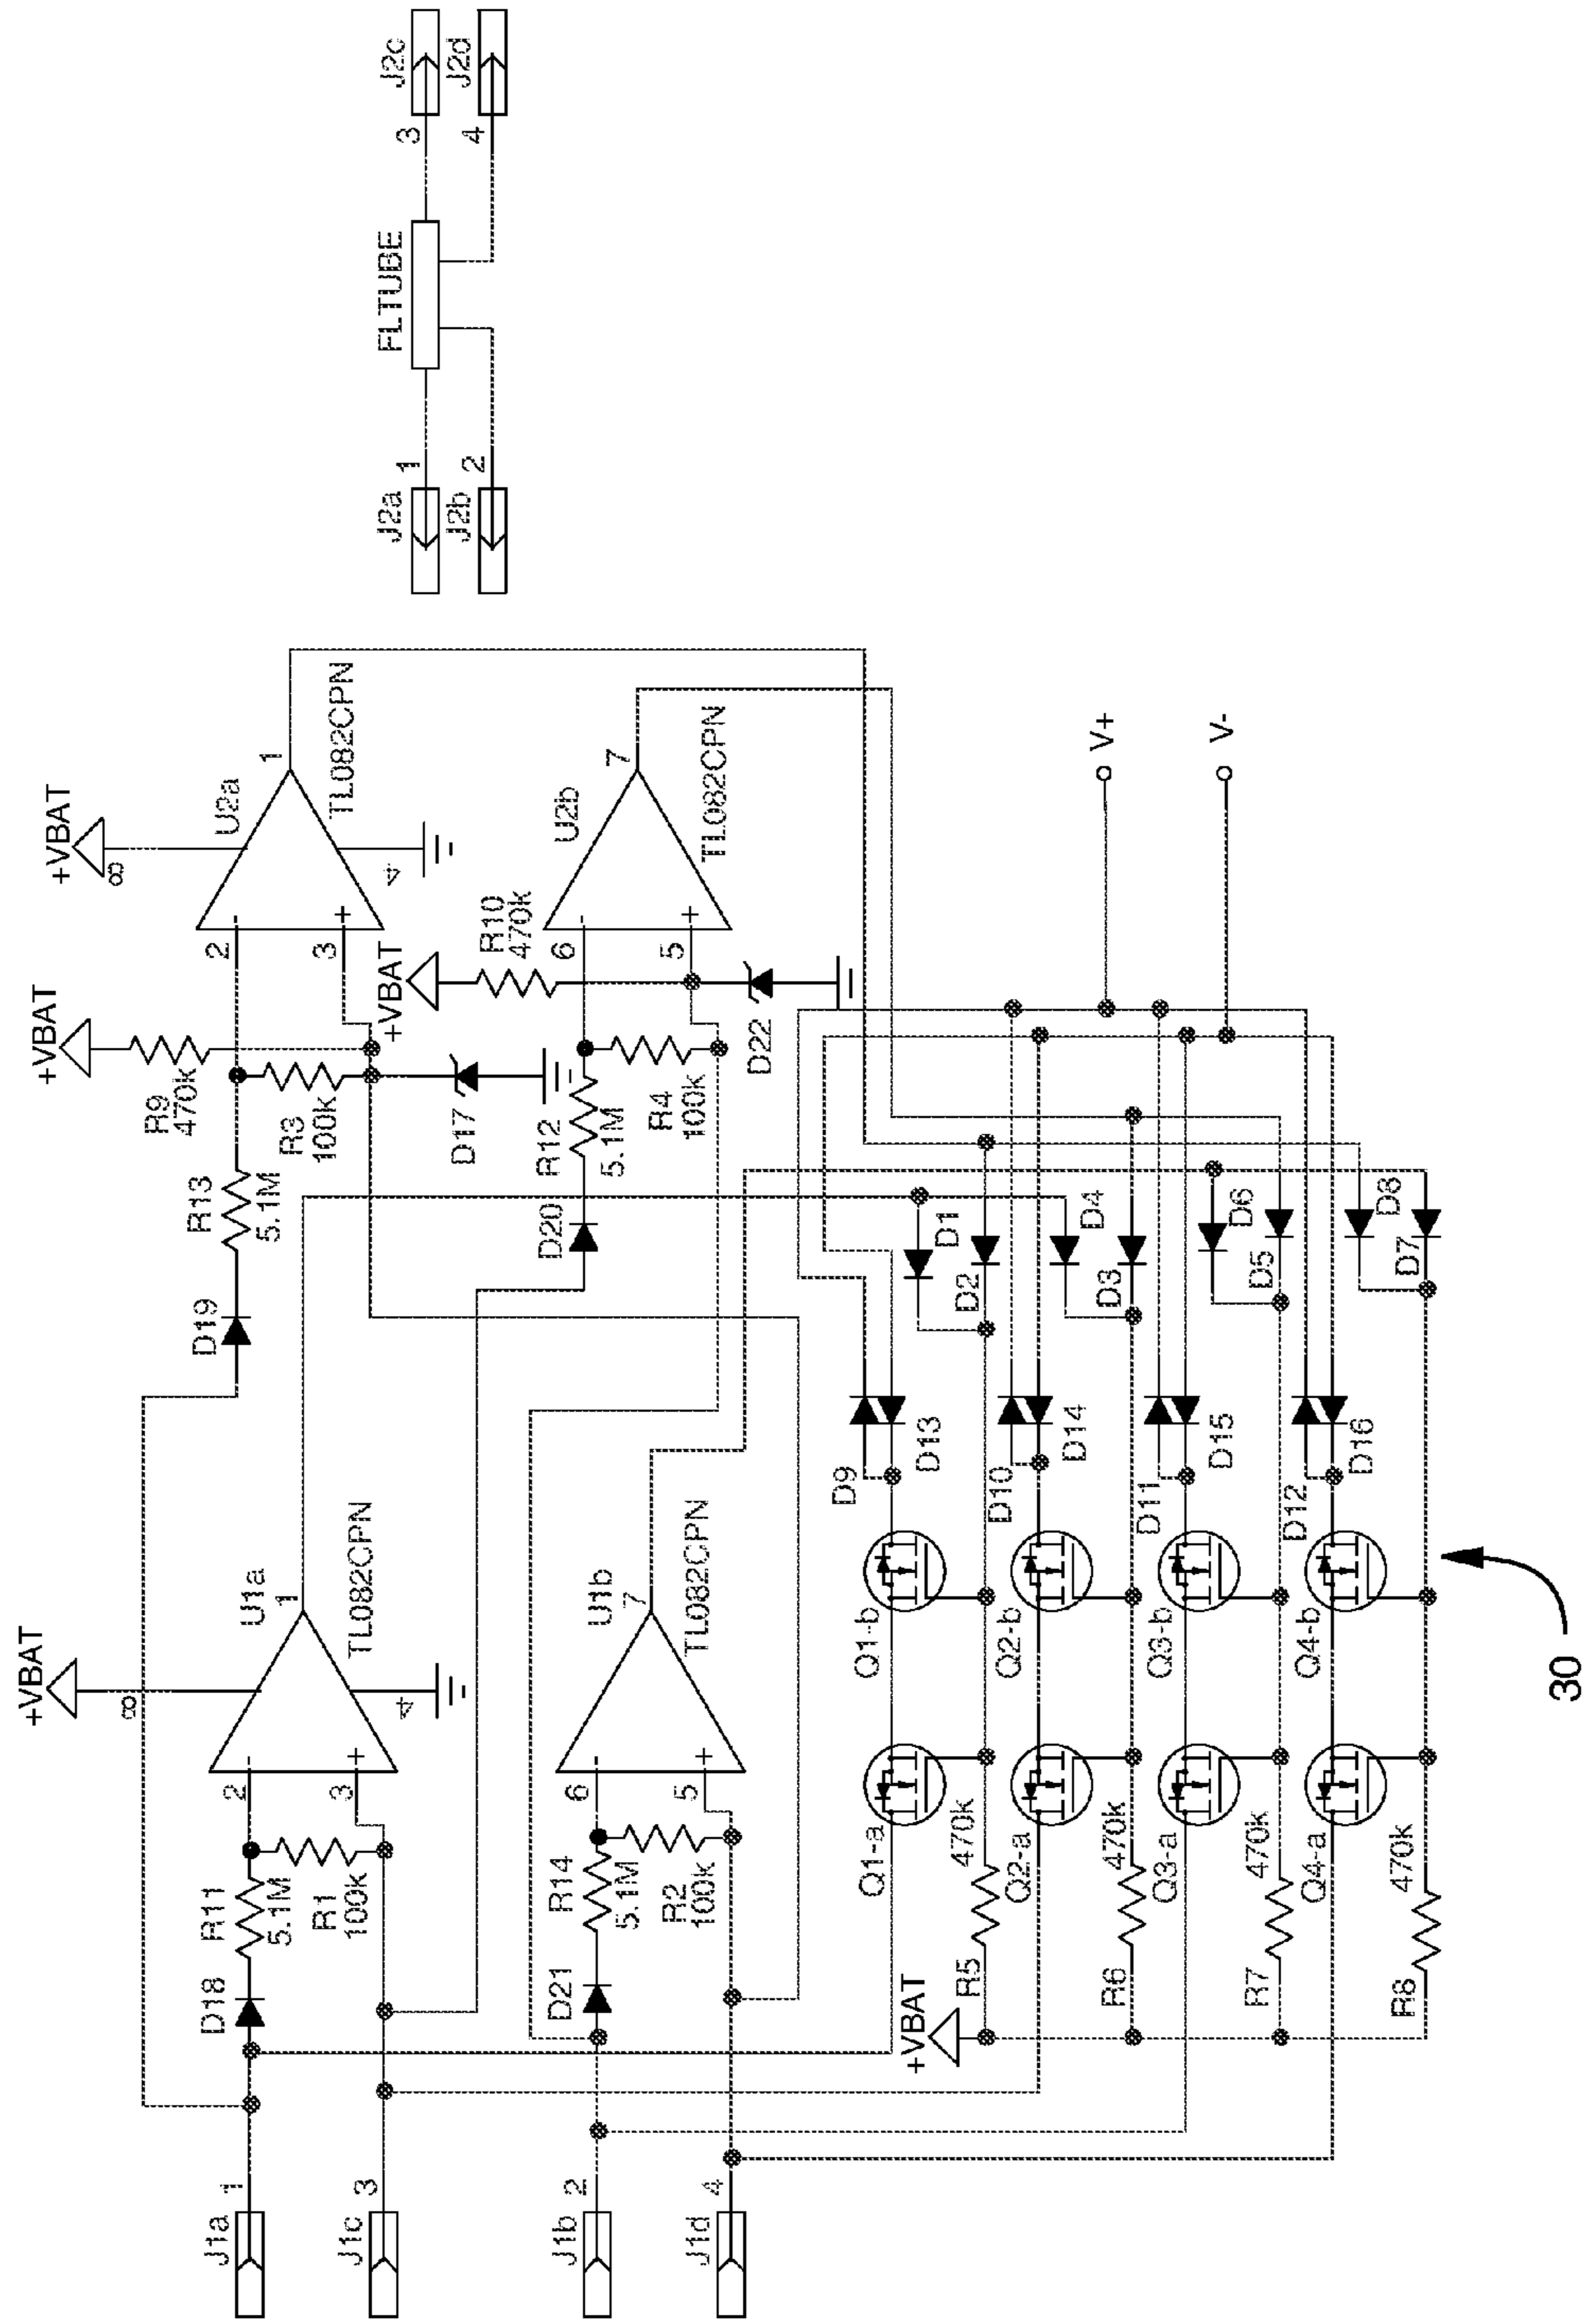 J2c
3
J2d
4
FLTUBE
J2a
1
J2b
2
+VBAT
8
U2a
1
TL082CPN
4
2
-
3
+
+VBAT
R9
470k
R3
100k
R13
5.1M
D19
D17
+VBAT
R10
470k
U2b
7
TL082CPN
6
-
5
+
D22
R4
100k
R12
5.1M
D20
+VBAT
8
U1a
1
TL082CPN
4
2
-
3
+
R11
5.1M
R1
100k
D18
U1b
7
TL082CPN
6
-
5
+
R14
5.1M
R2
100k
D21
J1a
1
J1c
3
J1b
2
J1d
4
V+
V-
D1
D2
D4
D3
D6
D5
D8
D7
D9
D13
D10
D14
D11
D15
D12
D16
Q1-b
Q2-b
Q3-b
Q4-b
Q1-a
Q2-a
Q3-a
Q4-a
470k
R5
470k
R6
470k
R7
470k
R8
+VBAT
30